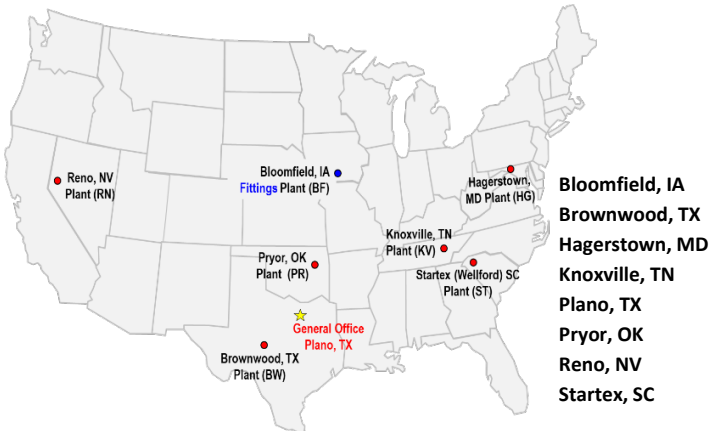 Reno, NV
Plant (RN)
Bloomfield, IA
Fittings Plant (BF)
Hagerstown,
MD Plant (HG)
Knoxville, TN
Plant (KV)
Pryor, OK
Plant (PR)
Startex (Wellford) SC
Plant (ST)
General Office
Plano, TX
Brownwood, TX
Plant (BW)
Bloomfield, IA
Brownwood, TX
Hagerstown, MD
Knoxville, TN
Plano, TX
Pryor, OK
Reno, NV
Startex, SC